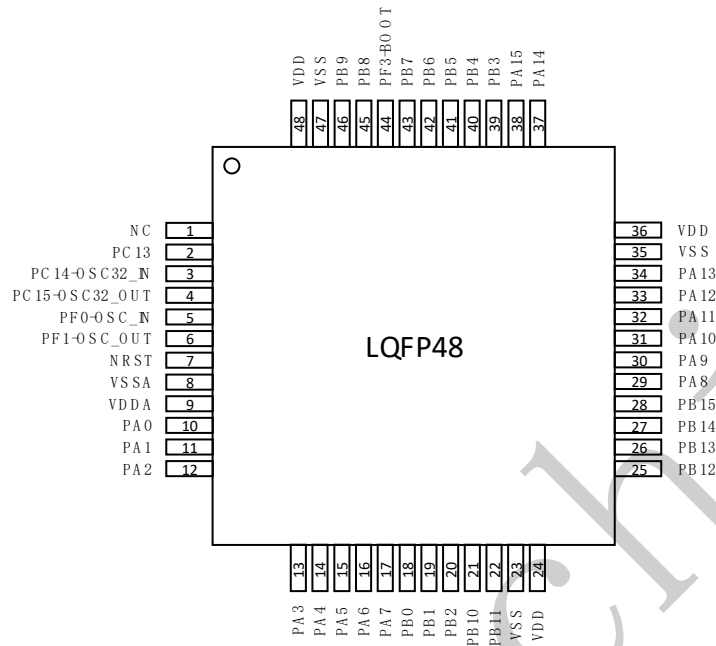 VDD VSS PB9 PB8 PF3-BOOT PB7 PB6 PB5 PB4 PB3 PA15 PA14
48 47 46 45 44 43 42 41 40 39 38 37
NC 1 36 VDD
PC13 2 35 VSS
PC14-OSC32_IN 3 34 PA13
PC15-OSC32_OUT 4 33 PA12
PF0-OSC_IN 5 32 PA11
PF1-OSC_OUT 6 31 PA10
NRST 7 30 PA9
VSSA 8 29 PA8
VDDA 9 28 PB15
PA0 10 27 PB14
PA1 11 26 PB13
PA2 12 25 PB12
LQFP48
13 14 15 16 17 18 19 20 21 22 23 24
PA3 PA4 PA5 PA6 PA7 PB0 PB1 PB2 PB10 PB11 VSS VDD